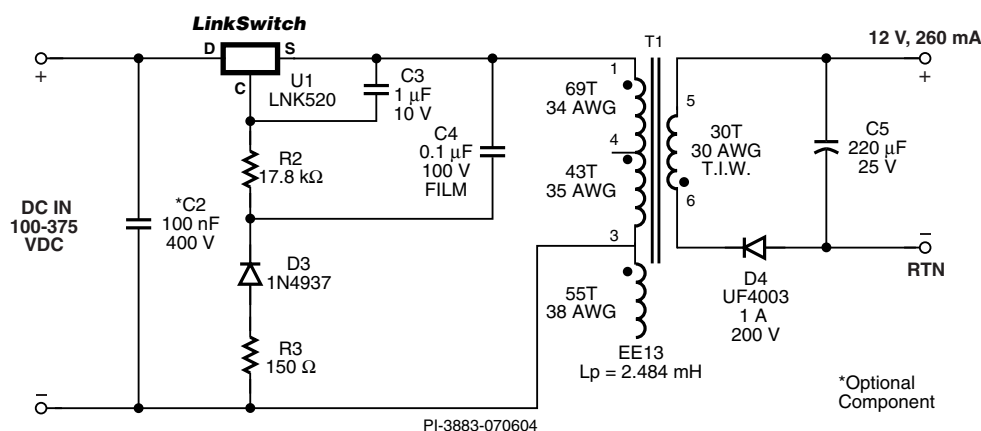 LinkSwitch
D
S
C
U1
LNK520
+
C3
1 μF
10 V
C4
0.1 μF
100 V
FILM
R2
17.8 kΩ
DC IN
100-375
VDC
*C2
100 nF
400 V
D3
1N4937
R3
150 Ω
–
T1
1
69T
34 AWG
4
43T
35 AWG
3
55T
38 AWG
EE13
Lp = 2.484 mH
5
30T
30 AWG
T.I.W.
6
12 V, 260 mA
+
C5
220 μF
25 V
–
RTN
D4
UF4003
1 A
200 V
*Optional
Component
PI-3883-070604